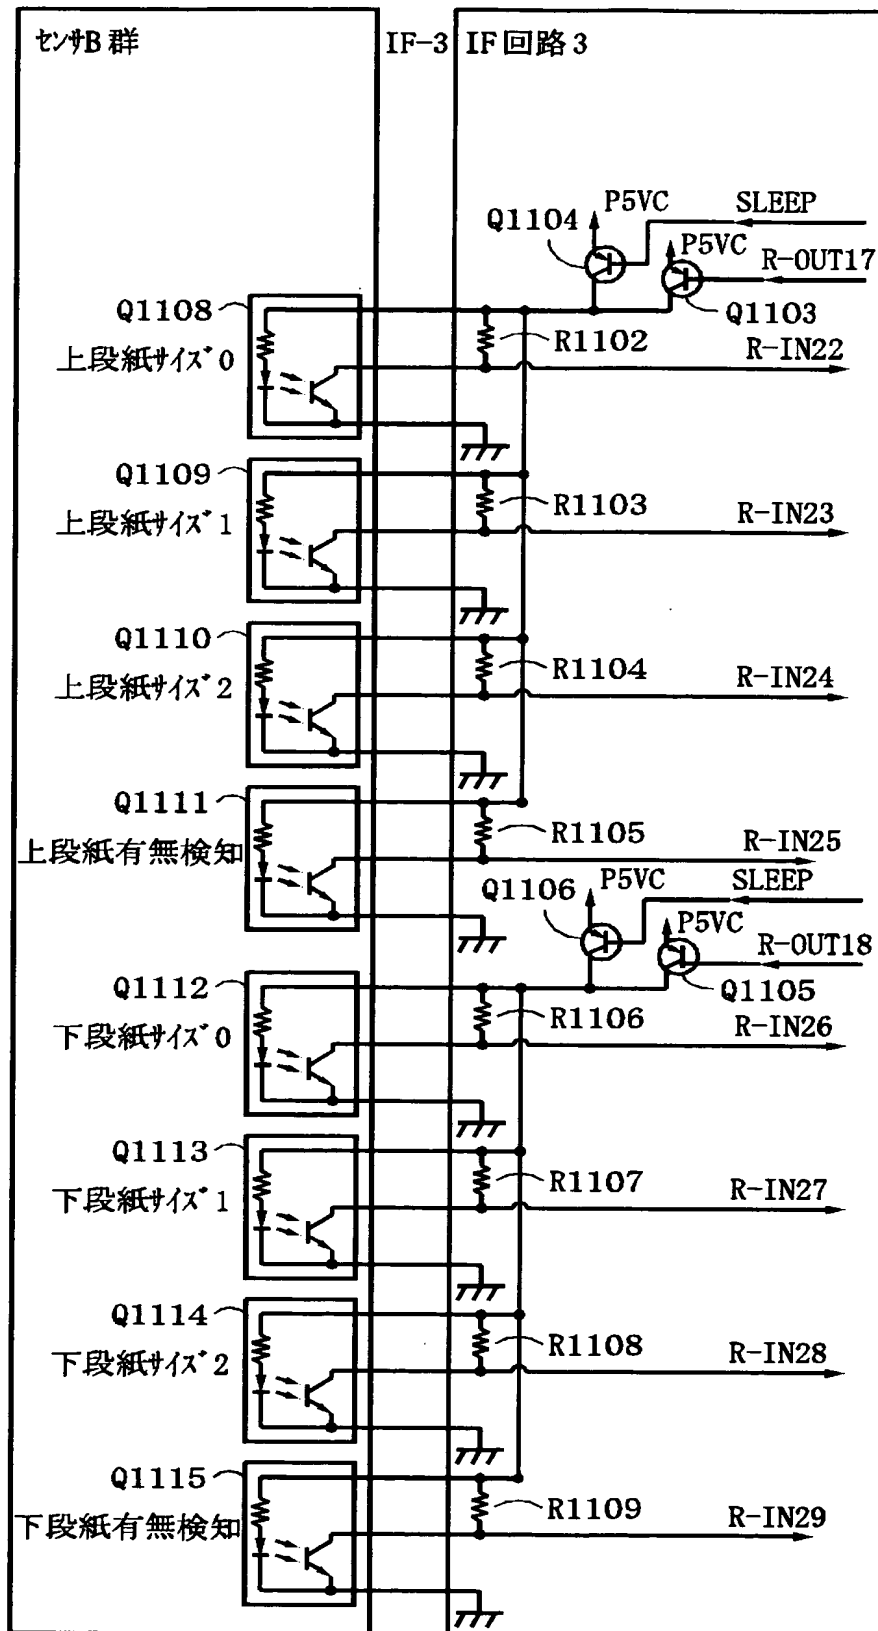 センサB群
IF-3
IF回路3
P5VC
SLEEP
Q1104
P5VC
R-OUT17
Q1103
Q1108
上段紙サイズ0
R1102
R-IN22
Q1109
上段紙サイズ1
R1103
R-IN23
Q1110
上段紙サイズ2
R1104
R-IN24
Q1111
上段紙有無検知
R1105
R-IN25
Q1106
P5VC
SLEEP
P5VC
R-OUT18
Q1105
Q1112
下段紙サイズ0
R1106
R-IN26
Q1113
下段紙サイズ1
R1107
R-IN27
Q1114
下段紙サイズ2
R1108
R-IN28
Q1115
下段紙有無検知
R1109
R-IN29